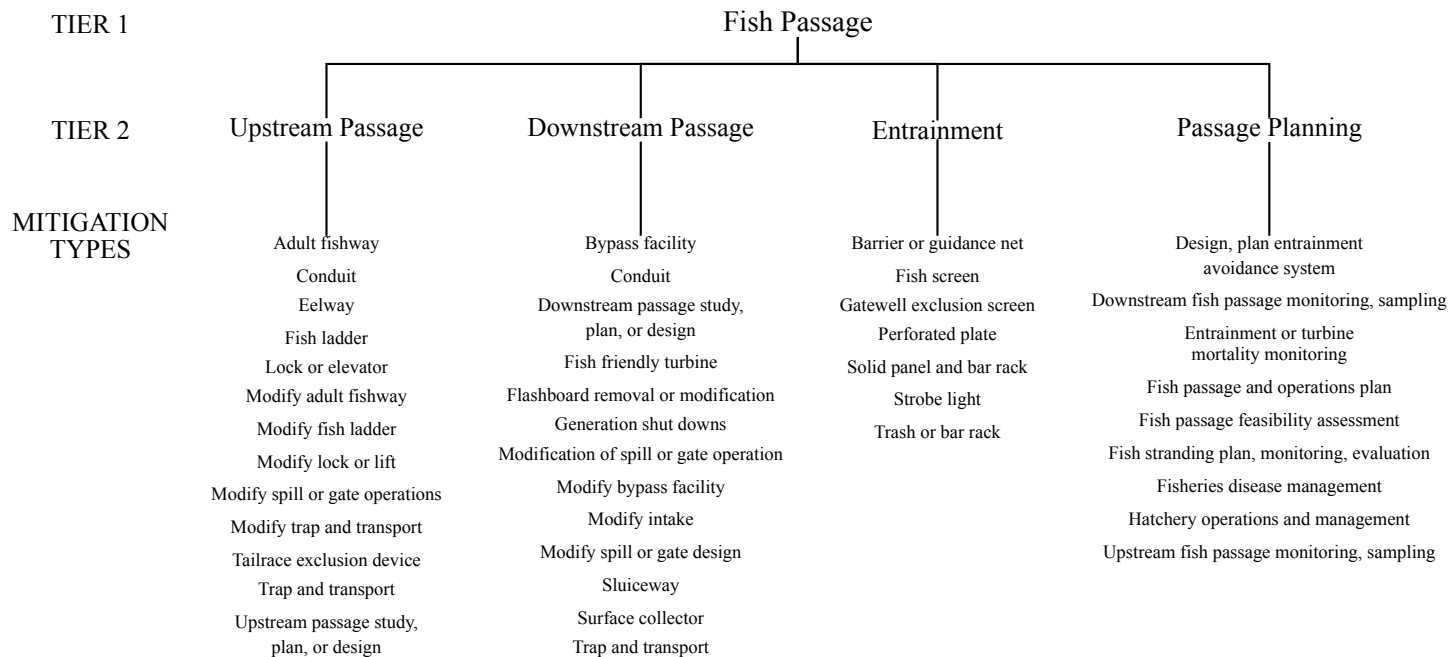 TIER 1
Fish Passage
TIER 2
Upstream Passage
Downstream Passage
Entrainment
Passage Planning
MITIGATION
TYPES
Adult fishway
Conduit
Eelway
Fish ladder
Lock or elevator
Modify adult fishway
Modify fish ladder
Modify lock or lift
Modify spill or gate operations
Modify trap and transport
Tailrace exclusion device
Trap and transport
Upstream passage study,
plan, or design
Bypass facility
Conduit
Downstream passage study,
plan, or design
Fish friendly turbine
Flashboard removal or modification
Generation shut downs
Modification of spill or gate operation
Modify bypass facility
Modify intake
Modify spill or gate design
Sluiceway
Surface collector
Trap and transport
Barrier or guidance net
Fish screen
Gatewell exclusion screen
Perforated plate
Solid panel and bar rack
Strobe light
Trash or bar rack
Design, plan entrainment
avoidance system
Downstream fish passage monitoring, sampling
Entrainment or turbine
mortality monitoring
Fish passage and operations plan
Fish passage feasibility assessment
Fish stranding plan, monitoring, evaluation
Fisheries disease management
Hatchery operations and management
Upstream fish passage monitoring, sampling